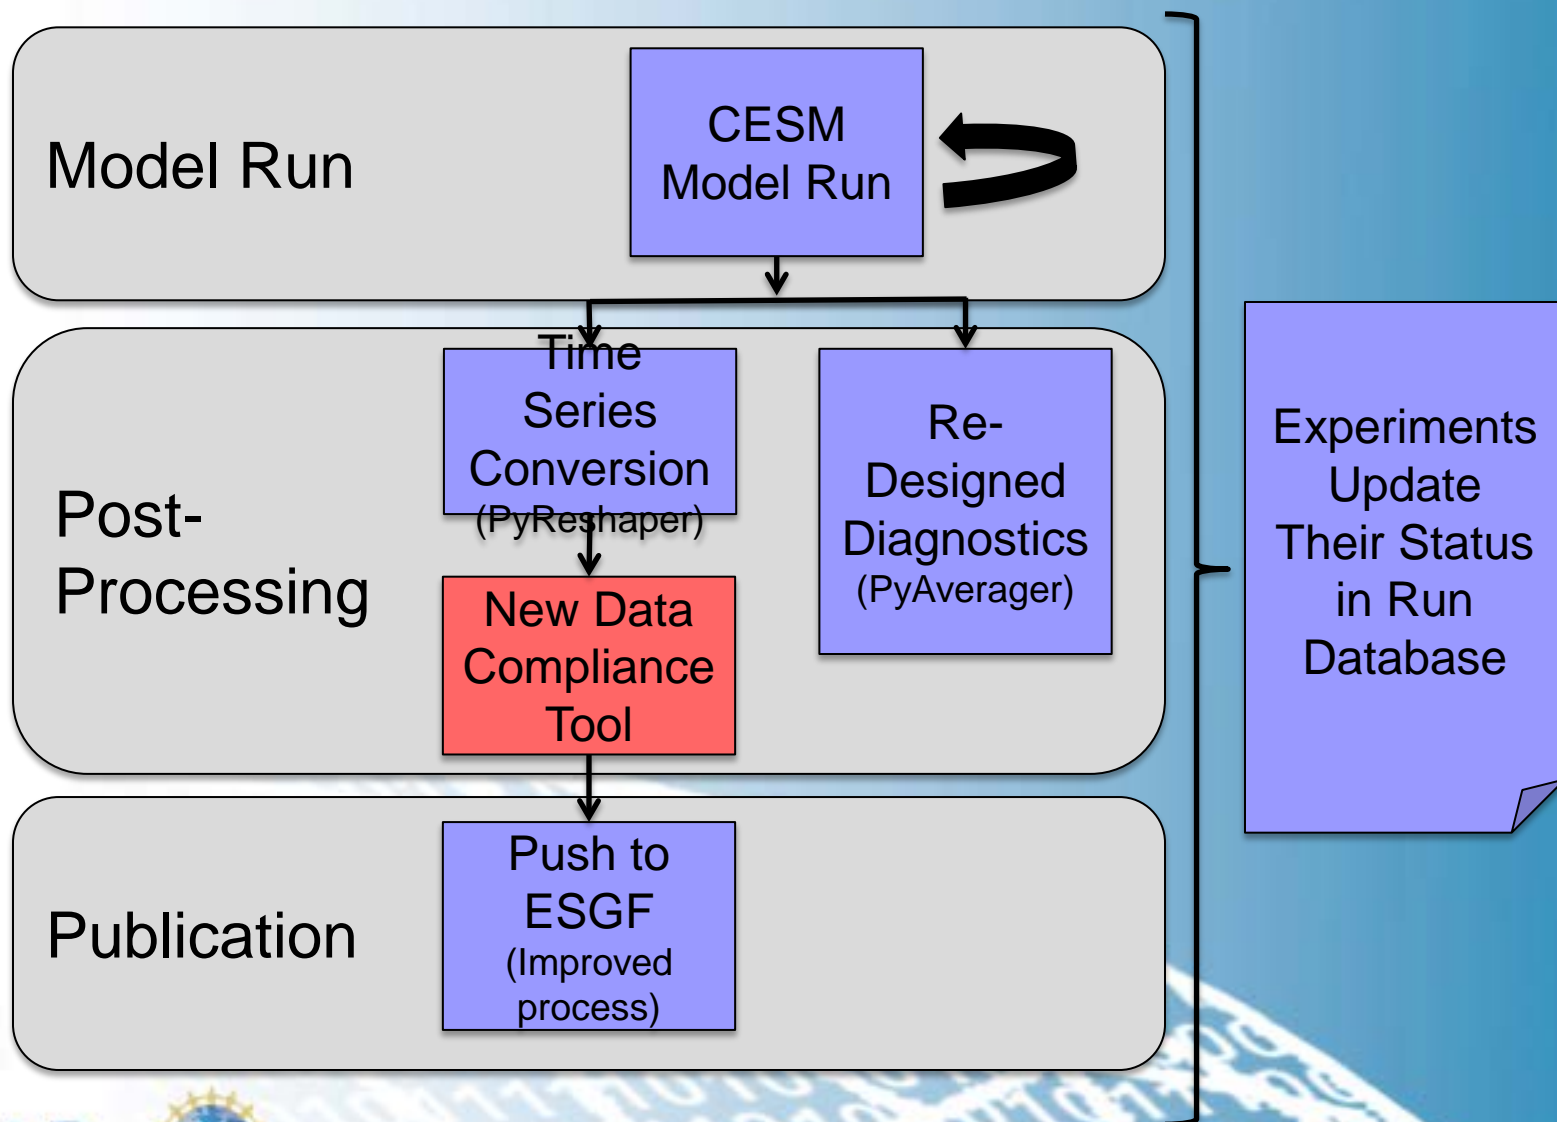 Model Run
CESM
Model Run
Post-
Processing
Time
Series
Conversion
(PyReshaper)
Re-
Designed
Diagnostics
(PyAverager)
New Data
Compliance
Tool
Publication
Push to
ESGF
(Improved
process)
Experiments
Update
Their Status
in Run
Database